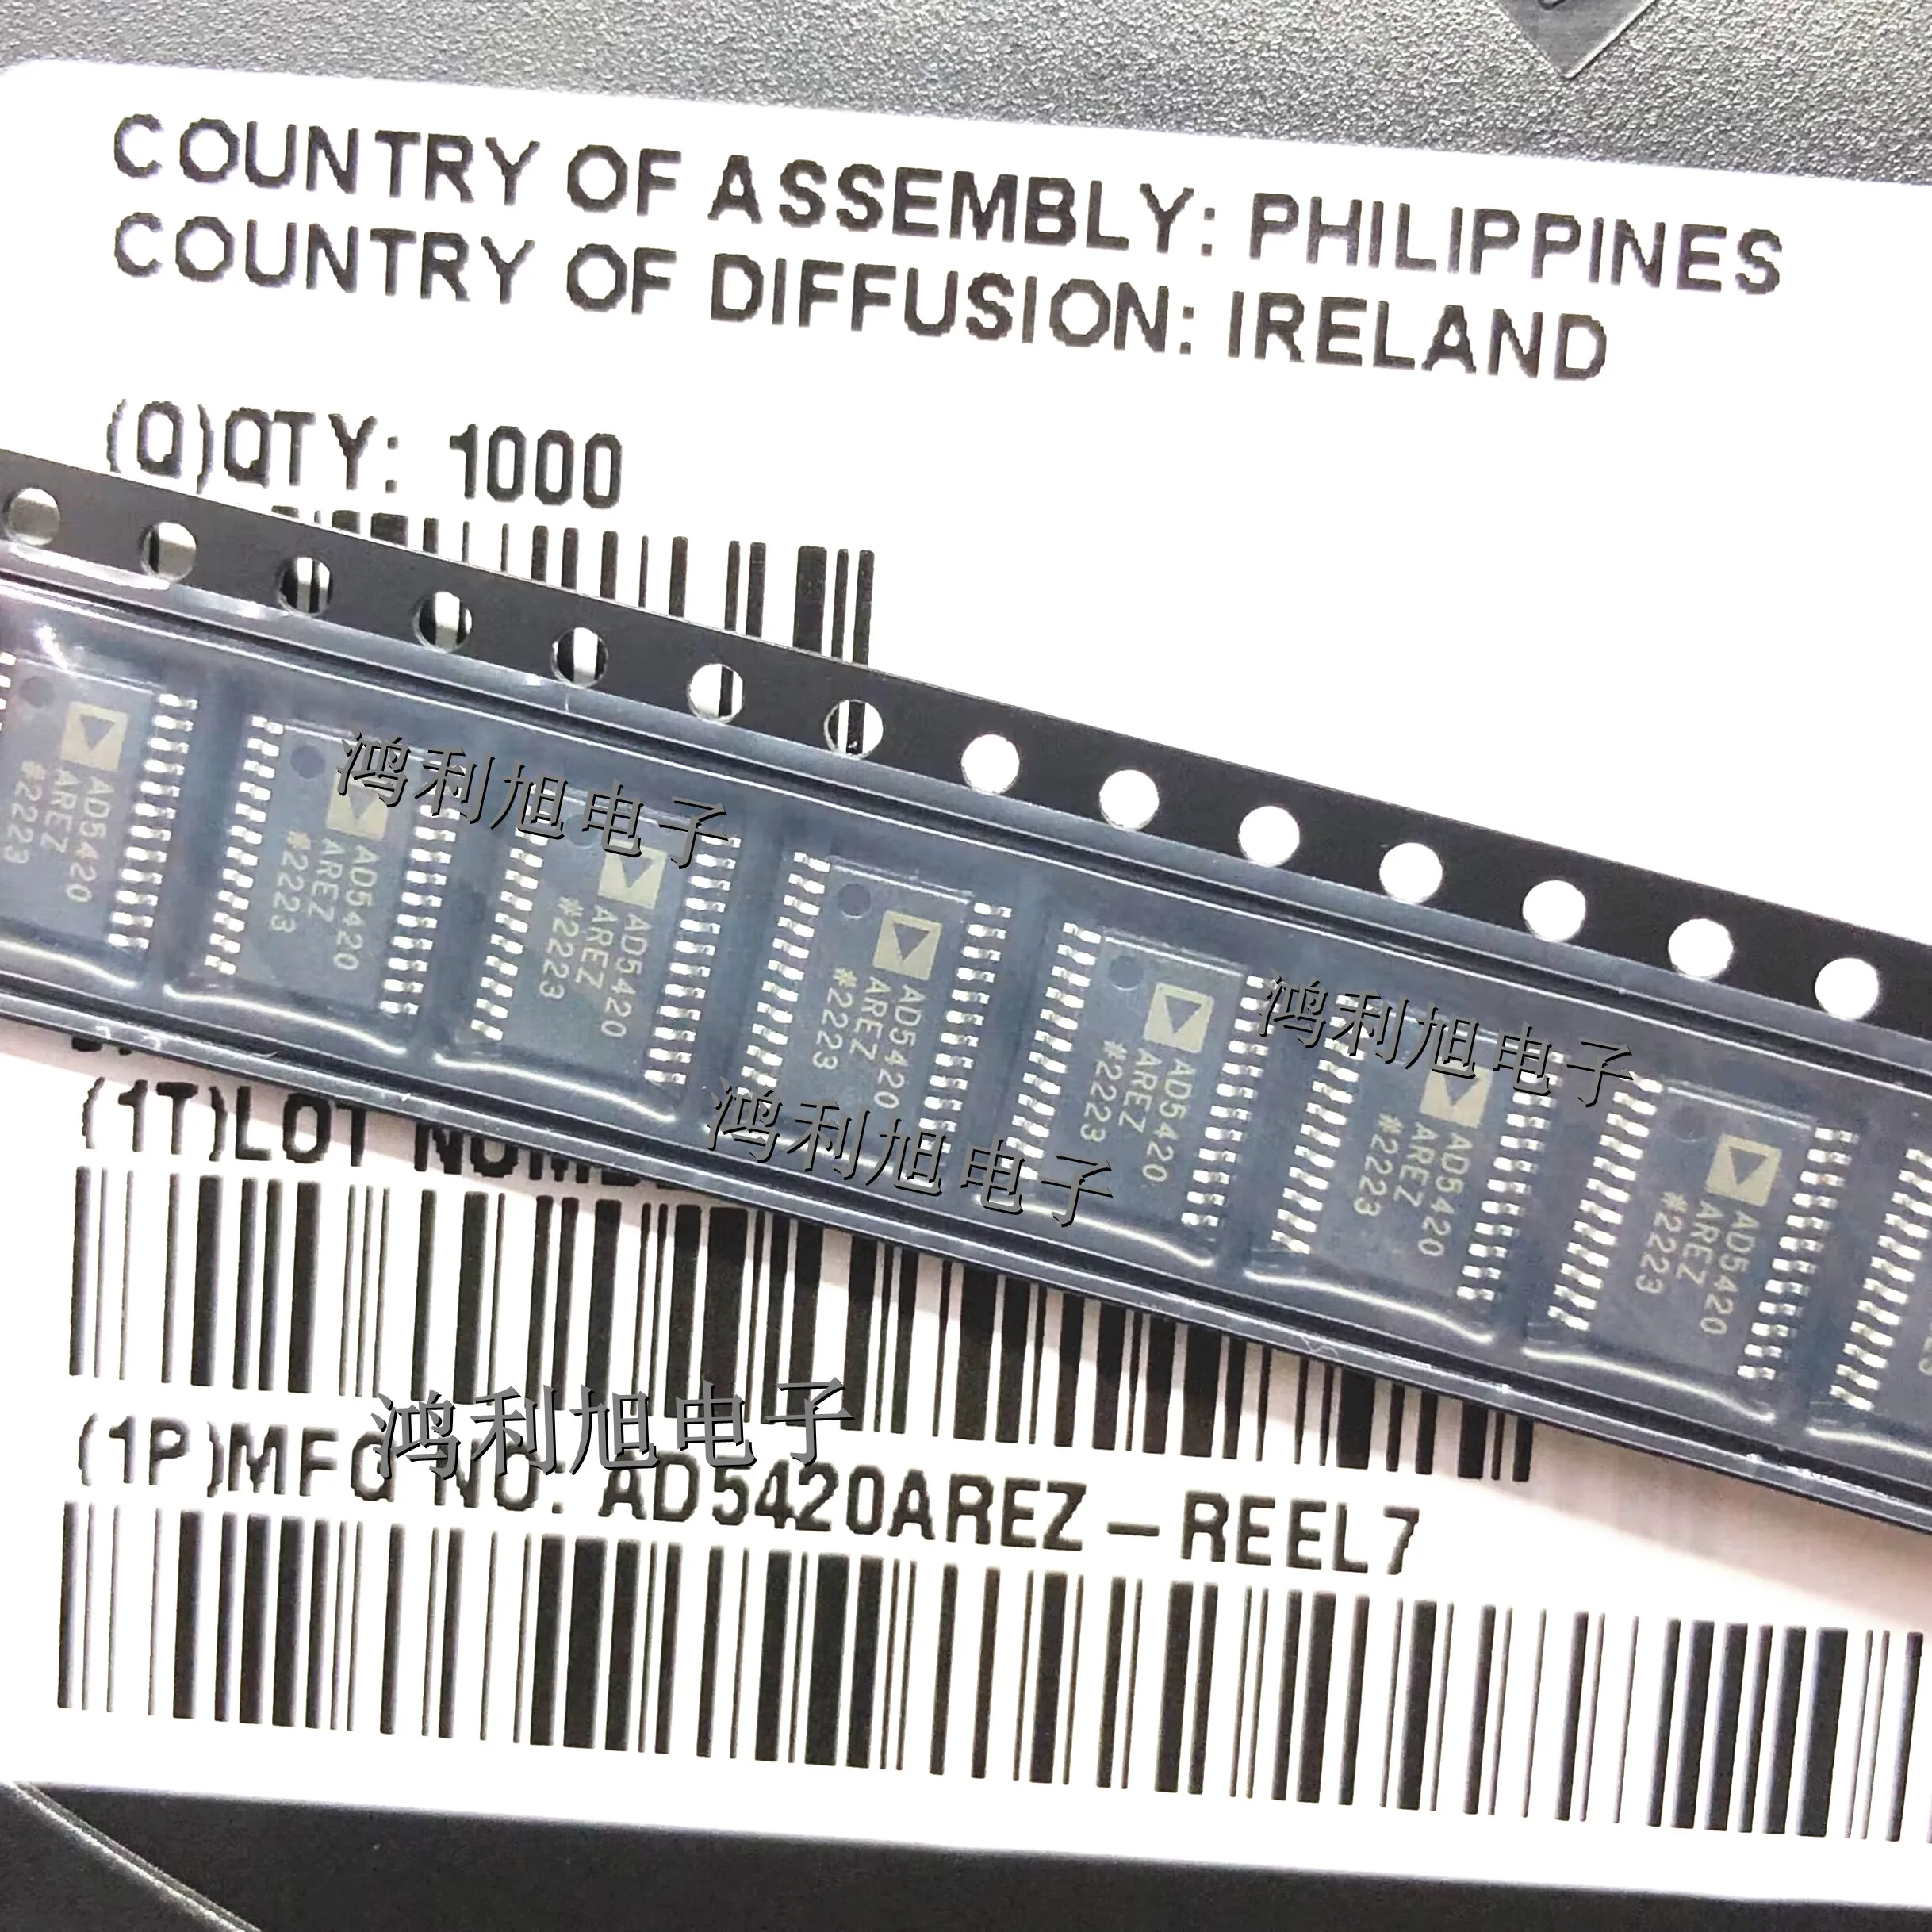 COUNTRY OF ASSEMBLY: PHILIPPINES
COUNTRY OF DIFFUSION: IRELAND
(Q)QTY: 1000
AD5420
AREZ
#2223
鸿利旭电子
AD5420
AREZ
#2223
AD5420
AREZ
#2223
AD5420
AREZ
#2223
AD5420
AREZ
#2223
鸿利旭电子
AD5420
AREZ
#2223
AD5420
AREZ
#2223
鸿利旭电子
(1T)LOT
鸿利旭电子
(1P)MFG NO: AD5420AREZ-REEL7